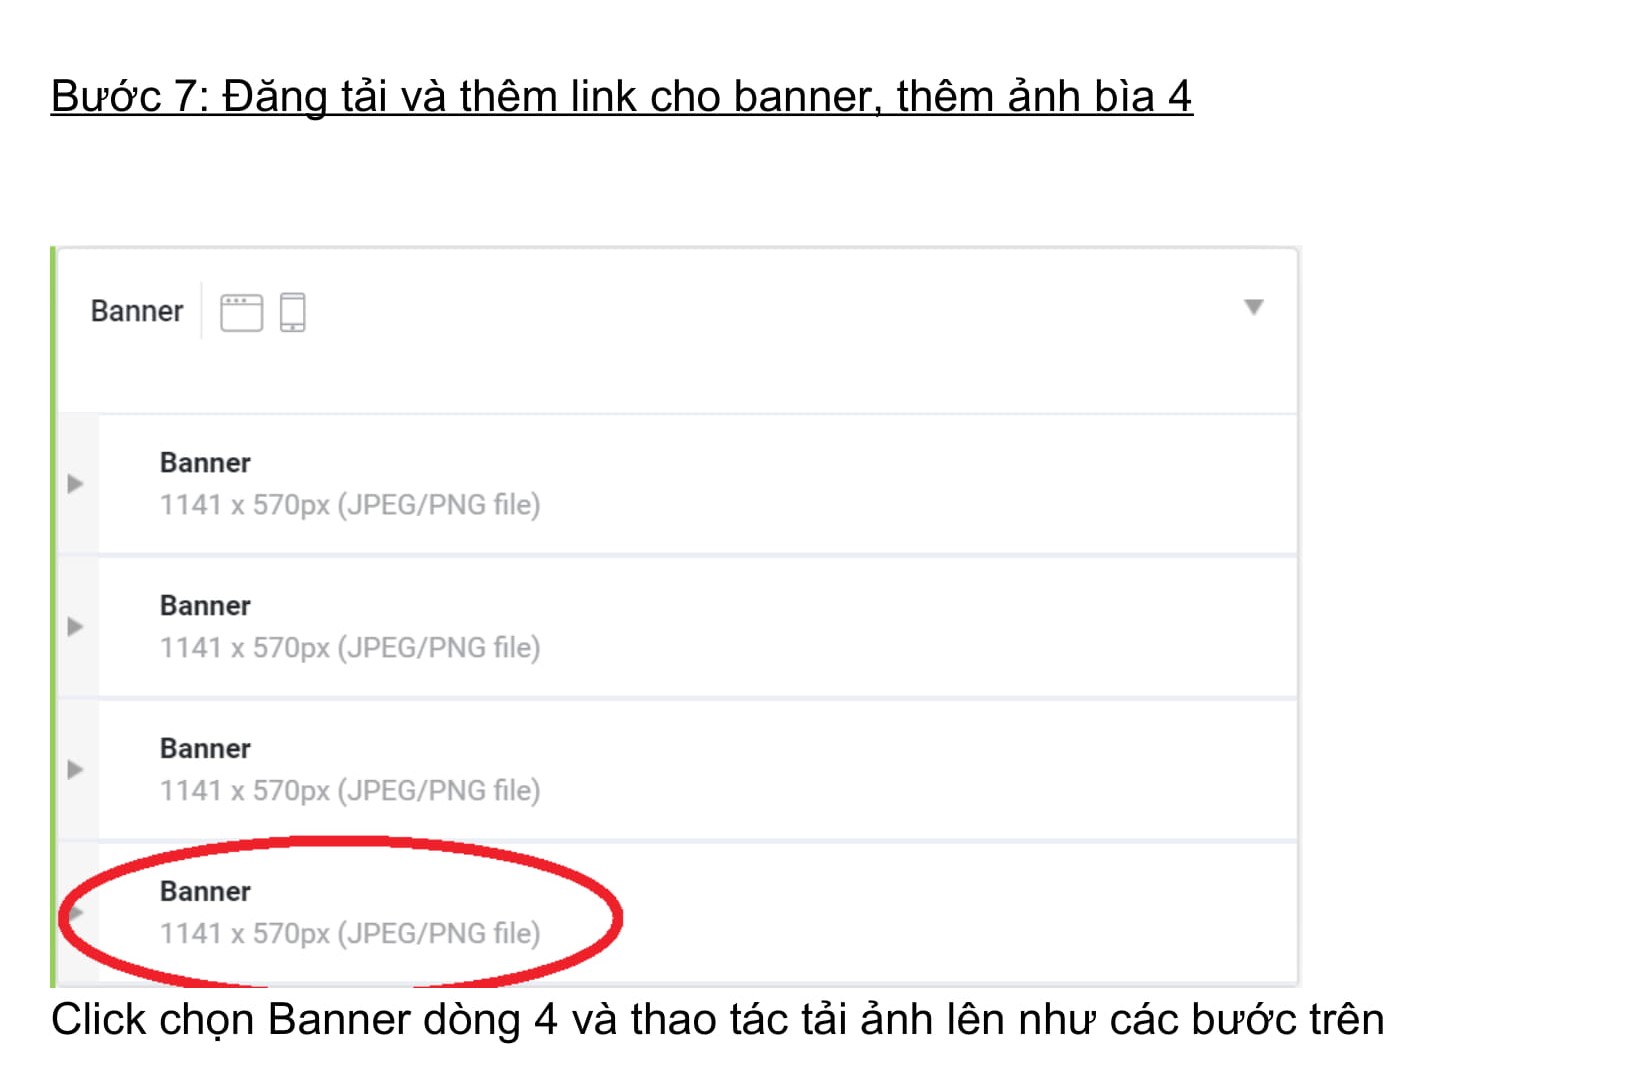 Bước 7: Đăng tải và thêm link cho banner, thêm ảnh bìa 4
Banner
Banner
1141 x 570px (JPEG/PNG file)
Banner
1141 x 570px (JPEG/PNG file)
Banner
1141 x 570px (JPEG/PNG file)
Banner
1141 x 570px (JPEG/PNG file)
Click chọn Banner dòng 4 và thao tác tải ảnh lên như các bước trên